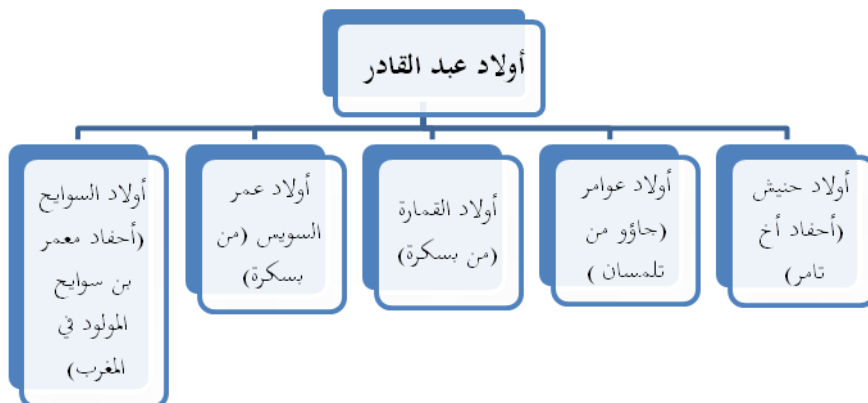 أولاد عبد القادر
أولاد حنيش
(أحفاد أخ
تامر)
أولاد عوامر
(جاؤو من
تلمسان )
أولاد القمارة
(من بسكرة)
أولاد عمر
السويس (من
بسكرة)
أولاد السوايح
(أحفاد معمر
بن سوايح
المولود في
المغرب)